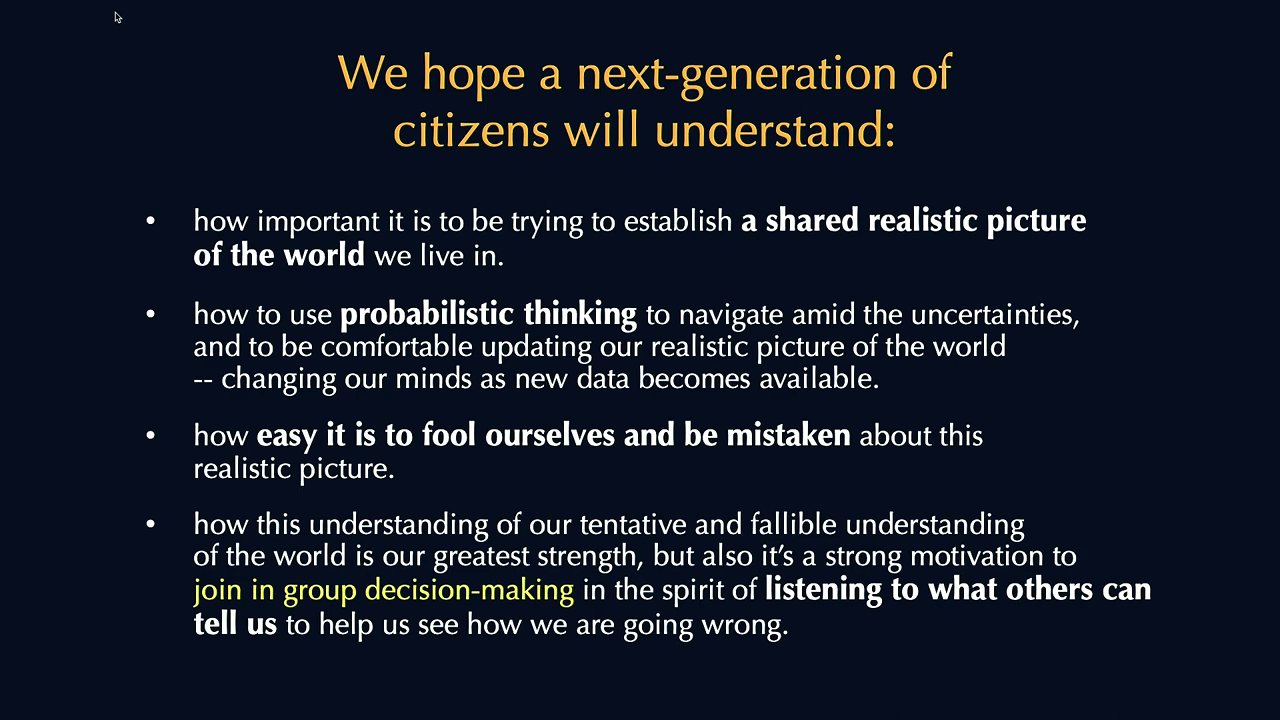 We hope a next-generation of
citizens will understand:
• how important it is to be trying to establish a shared realistic picture
of the world we live in.
• how to use probabilistic thinking to navigate amid the uncertainties,
and to be comfortable updating our realistic picture of the world
-- changing our minds as new data becomes available.
• how easy it is to fool ourselves and be mistaken about this
realistic picture.
• how this understanding of our tentative and fallible understanding
of the world is our greatest strength, but also it’s a strong motivation to
join in group decision-making in the spirit of listening to what others can
tell us to help us see how we are going wrong.